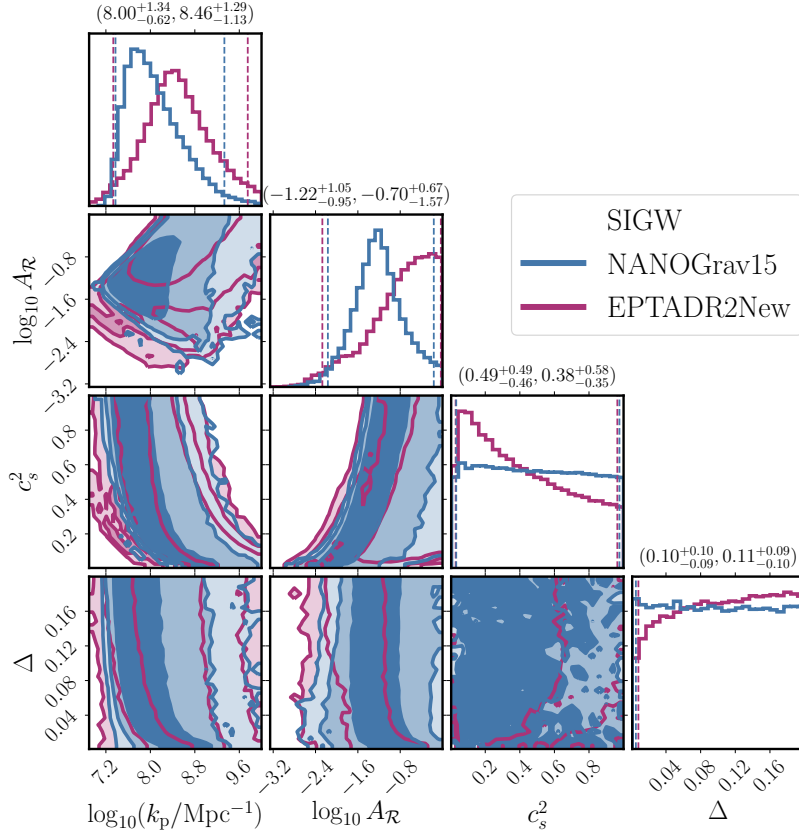 (8.00^{+1.34}_{-0.62}, 8.46^{+1.29}_{-1.13})
(−1.22^{+1.05}_{-0.95}, −0.70^{+0.67}_{-1.57})
SIGW
NANOGrav15
EPTADR2New
log₁₀ A_ℛ
−0.8
−1.6
−2.4
−3.2
(0.49^{+0.49}_{-0.46}, 0.38^{+0.58}_{-0.35})
c_s^2
0.8
0.6
0.4
0.2
(0.10^{+0.10}_{-0.09}, 0.11^{+0.09}_{-0.10})
Δ
0.16
0.12
0.08
0.04
7.2 8.0 8.8 9.6
−3.2 −2.4 −1.6 −0.8
0.2 0.4 0.6 0.8
0.04 0.08 0.12 0.16
log₁₀(k_p/Mpc⁻¹)
log₁₀ A_ℛ
c_s^2
Δ